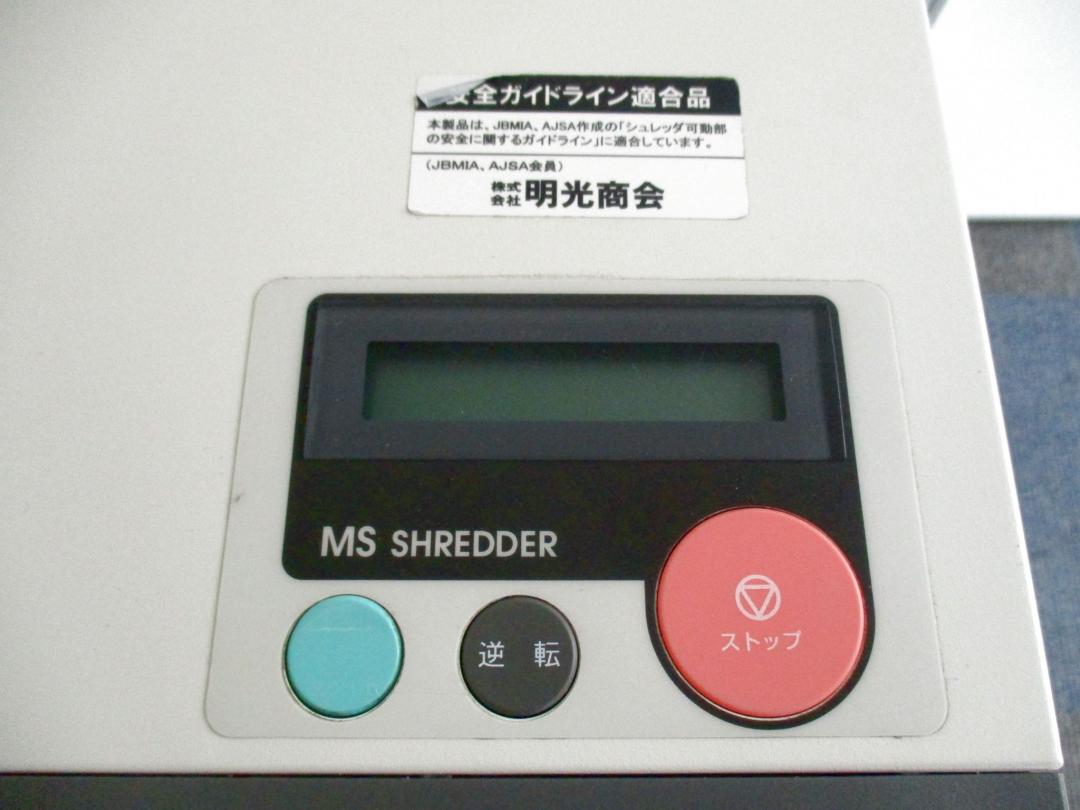 安全ガイドライン適合品
本製品は、JBMIA、AJSA作成の「シュレッダ可動部
の安全に関するガイドライン」に適合しています。
(JBMIA、AJSA会員)
株式会社 明光商会
MS SHREDDER
逆 転
ストップ